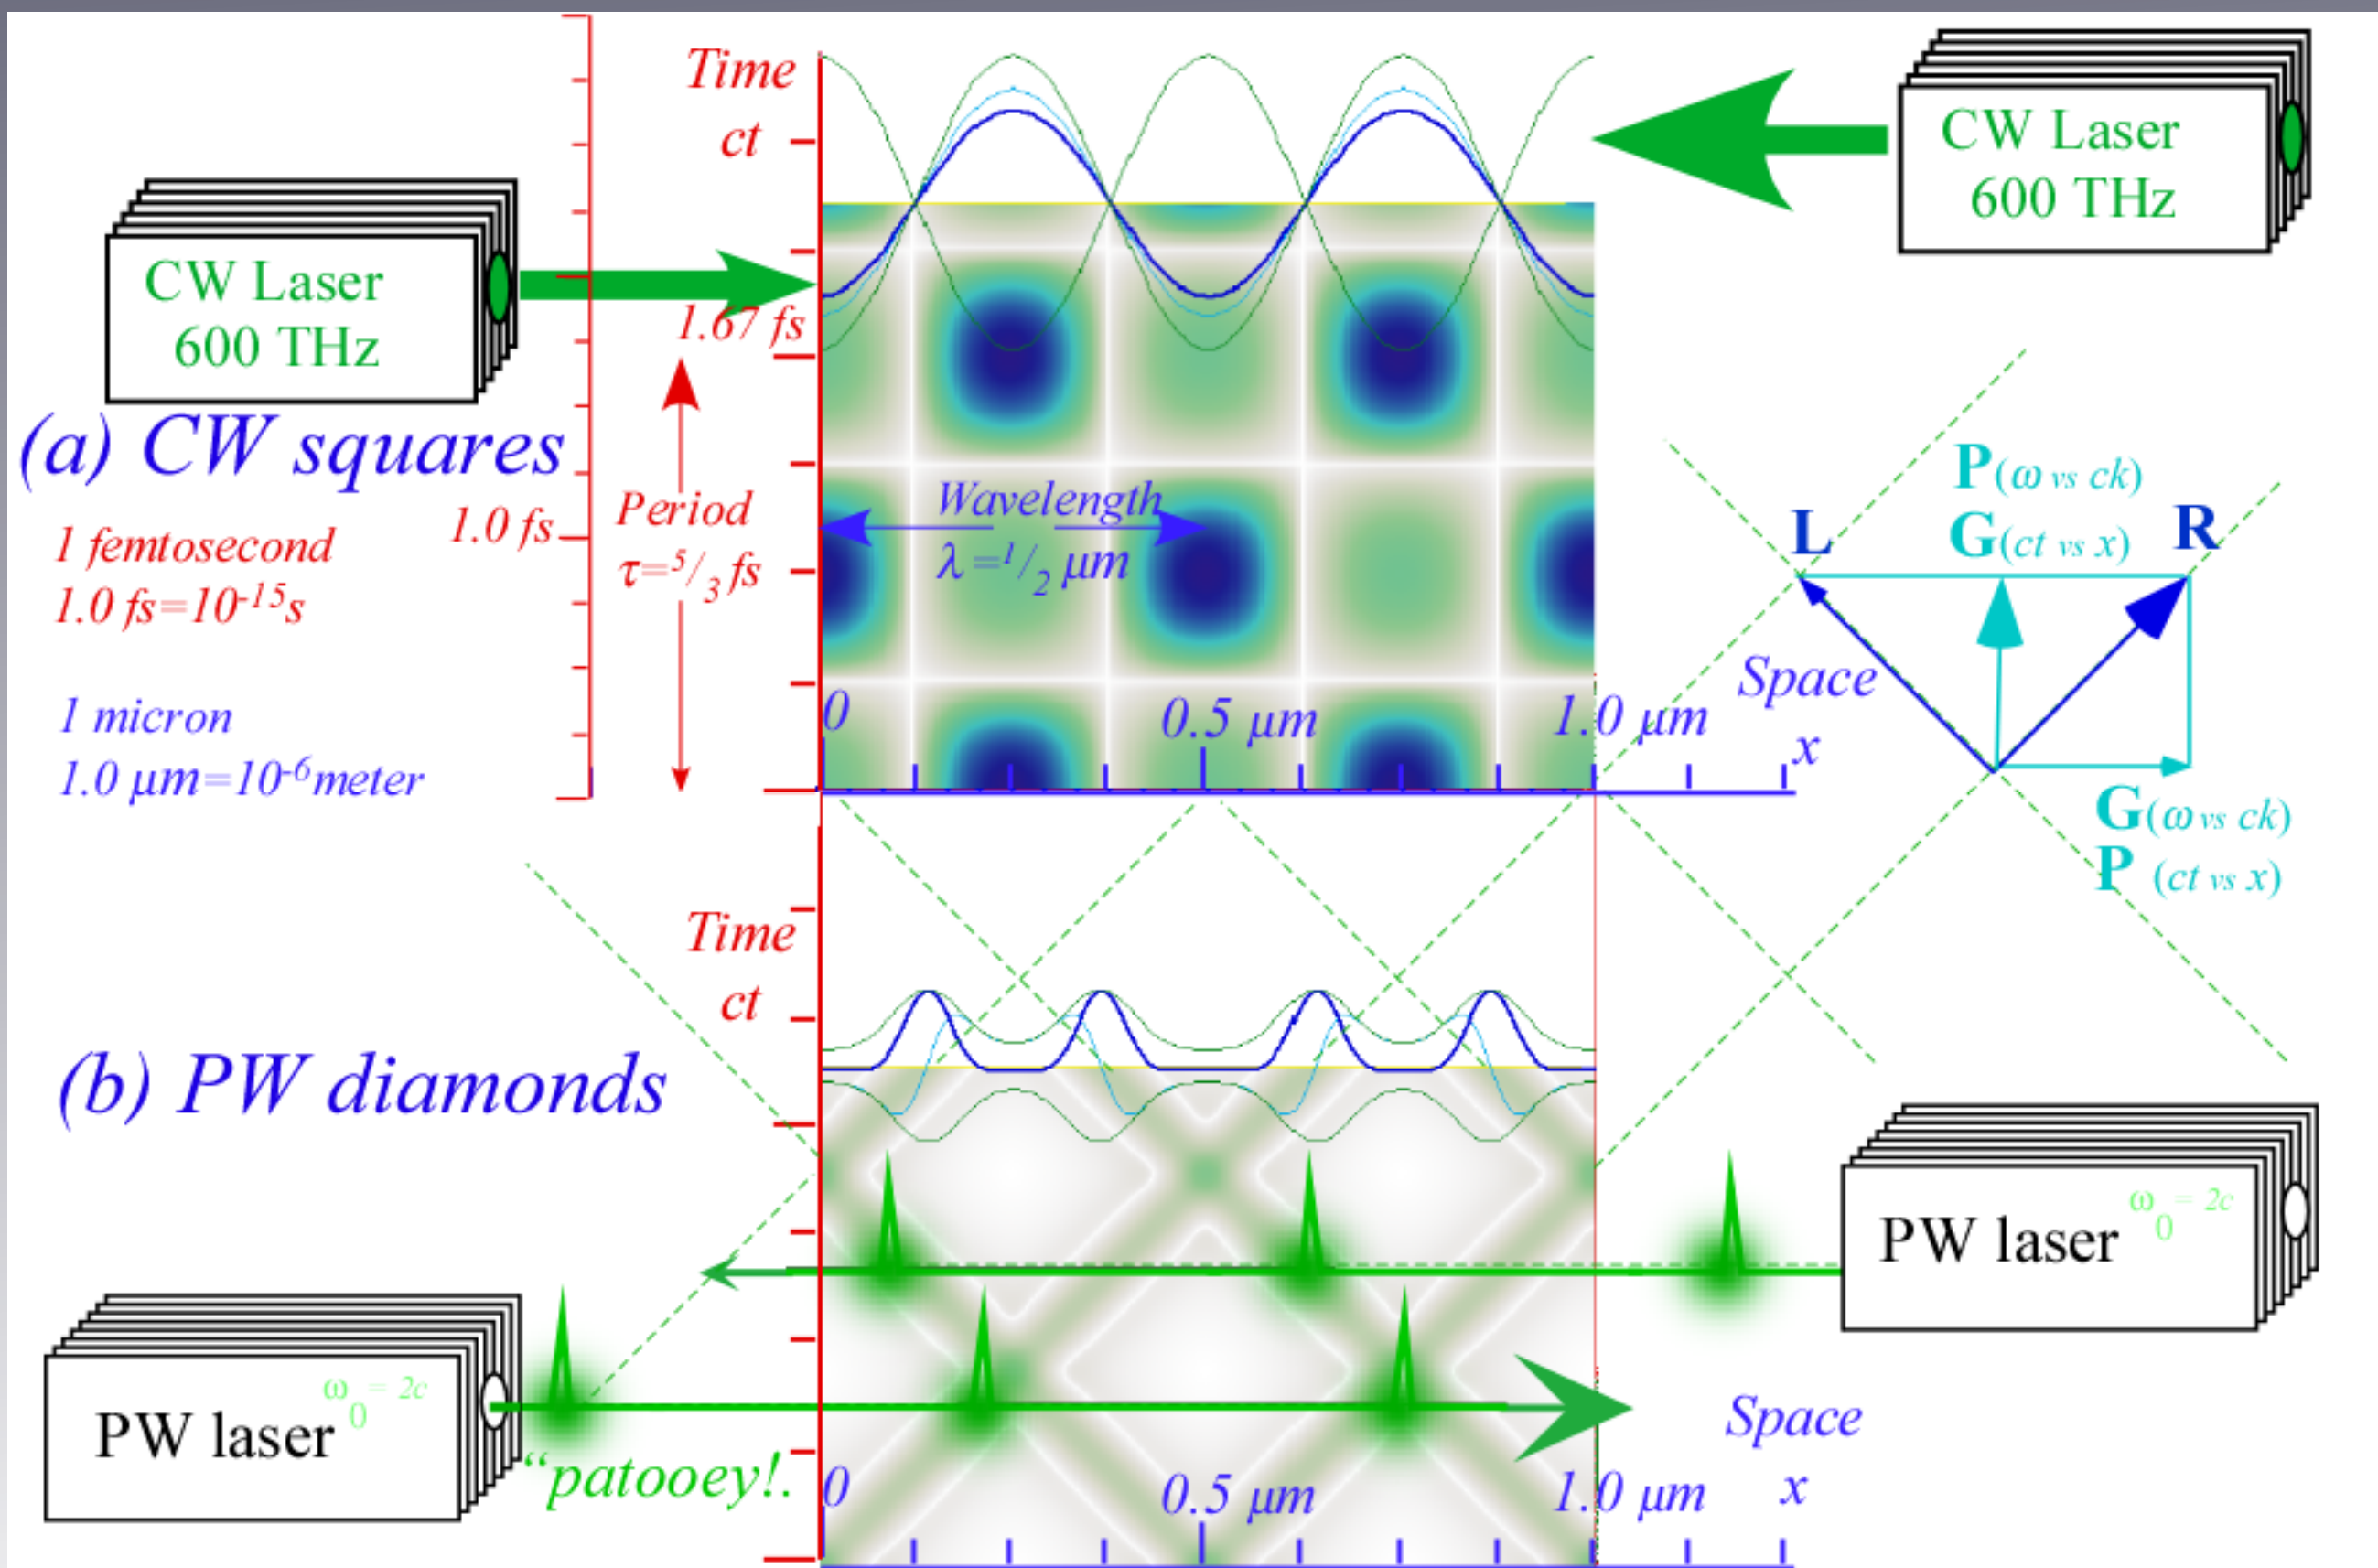 Time
ct
CW Laser
600 THz
CW Laser
600 THz
1.67 fs
(a) CW squares
1 femtosecond
1.0 fs=10-15s
1.0 fs
Period
τ=5/3 fs
Wavelength
λ=1/2 μm
1 micron
1.0 μm=10-6meter
0
0.5 μm
1.0 μm
Space
x
P(ω vs ck)
G(ct vs x)
L
R
G(ω vs ck)
P (ct vs x)
Time
ct
(b) PW diamonds
PW laser
ω0 = 2c
PW laser
ω0 = 2c
“patooey!.
0
0.5 μm
1.0 μm
Space
x